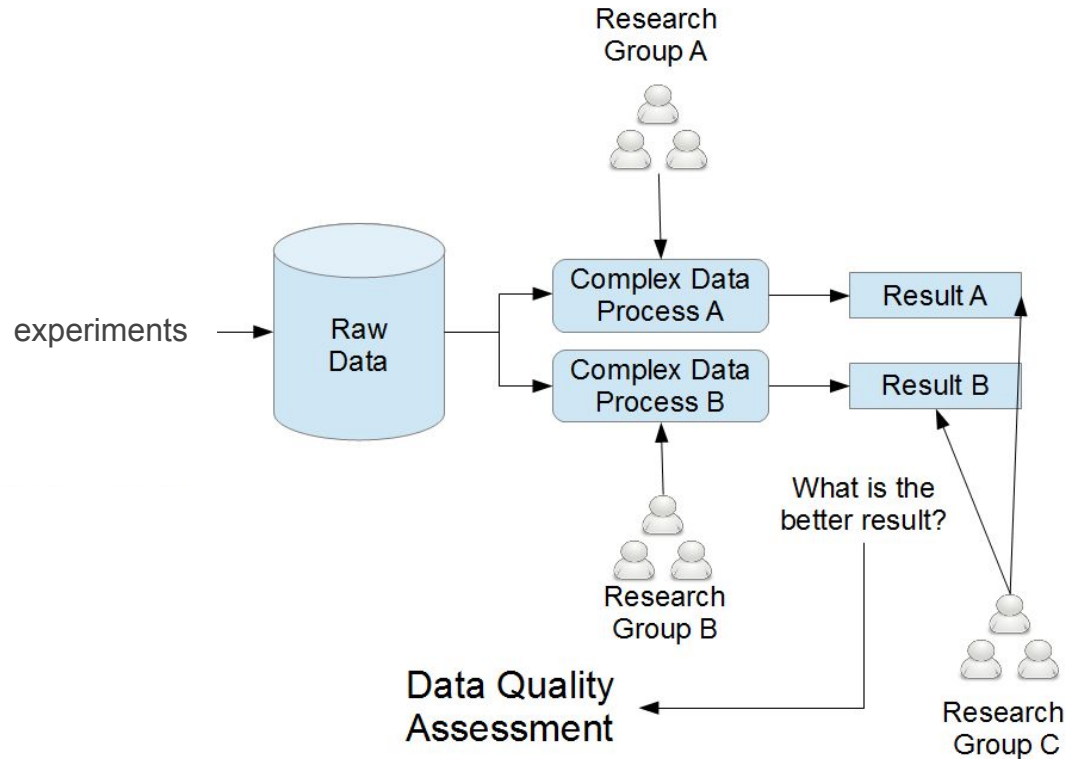 Research
Group A
experiments
Raw
Data
Complex Data
Process A
Result A
Complex Data
Process B
Result B
What is the
better result?
Research
Group B
Data Quality
Assessment
Research
Group C